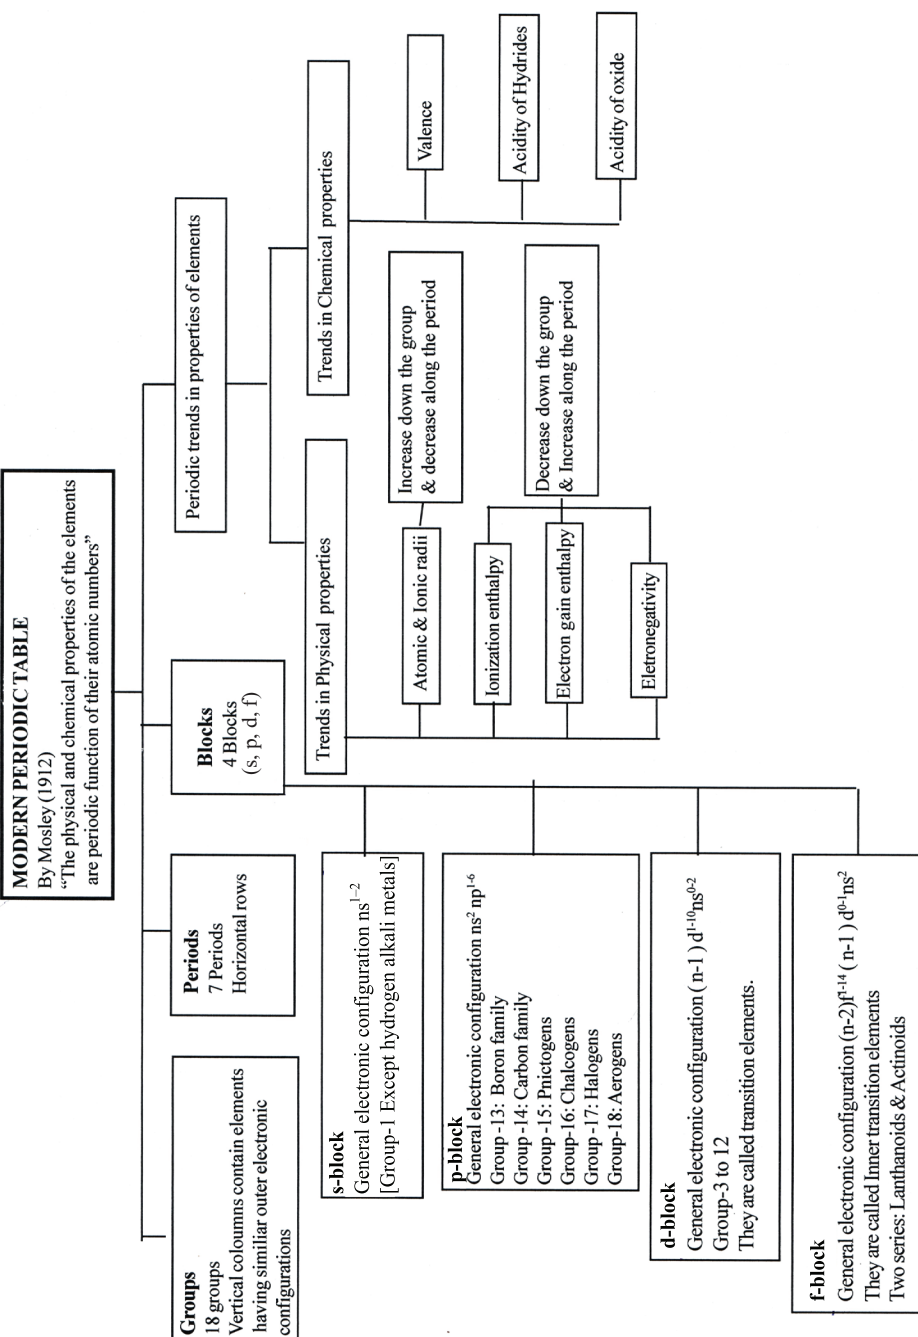 MODERN PERIODIC TABLE
By Mosley (1912)
“The physical and chemical properties of the elements
are periodic function of their atomic numbers”
Groups
18 groups
Vertical coloumns contain elements
having similiar outer electronic
configurations
Periods
7 Periods
Horizontal rows
Blocks
4 Blocks
(s, p, d, f)
Periodic trends in properties of elements
s-block
General electronic configuration ns¹⁻²
[Group-1 Except hydrogen alkali metals]
p-block
General electronic configuration ns² np¹⁻⁶
Group -13: Boron family
Group -14: Carbon family
Group -15: Pnictogens
Group -16: Chalcogens
Group -17: Halogens
Group -18: Aerogens
d-block
General electronic configuration ( n-1 ) d¹⁻¹⁰ns⁰⁻²
Group-3 to 12
They are called transition elements.
f-block
General electronic configuration (n-2)f¹⁻¹⁴ ( n-1 ) d⁰⁻¹ns²
They are called Inner transition elements
Two series: Lanthanoids & Actinoids
Trends in Physical properties
Atomic & Ionic radii
Increase down the group
& decrease along the period
Ionization enthalpy
Electron gain enthalpy
Eletronegativity
Decrease down the group
& Increase along the period
Trends in Chemical properties
Valence
Acidity of Hydrides
Acidity of oxide